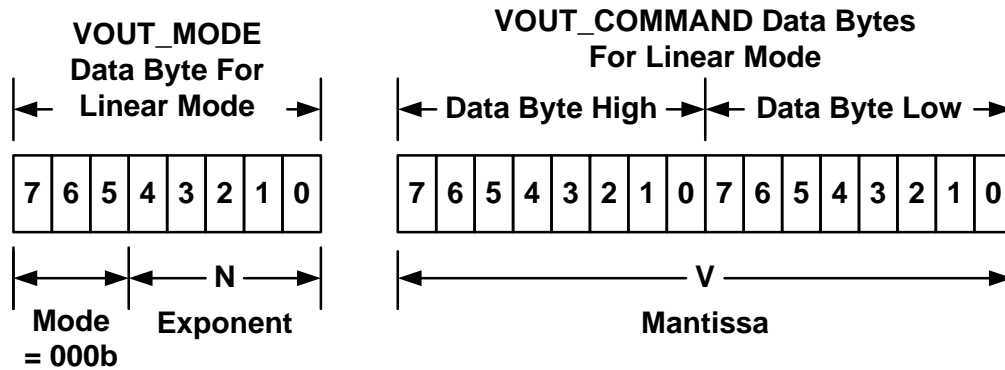 VOUT_MODE
Data Byte For
Linear Mode
7 6 5 4 3 2 1 0
N
Mode
= 000b
Exponent
VOUT_COMMAND Data Bytes
For Linear Mode
Data Byte High Data Byte Low
7 6 5 4 3 2 1 0 7 6 5 4 3 2 1 0
V
Mantissa